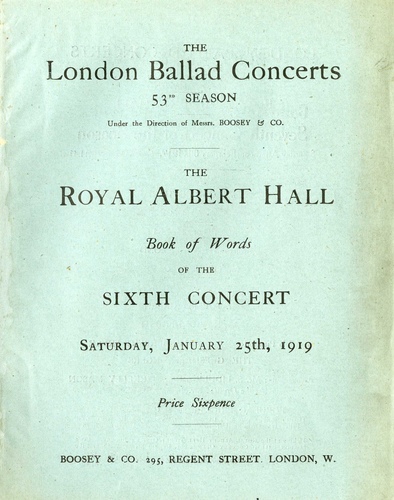 THE
London Ballad Concerts
53RD SEASON
Under the Direction of Messrs. BOOSEY & CO.
THE
ROYAL ALBERT HALL
Book of Words
OF THE
SIXTH CONCERT
SATURDAY, JANUARY 25th, 1919
Price Sixpence
BOOSEY & CO. 295, REGENT STREET. LONDON, W.